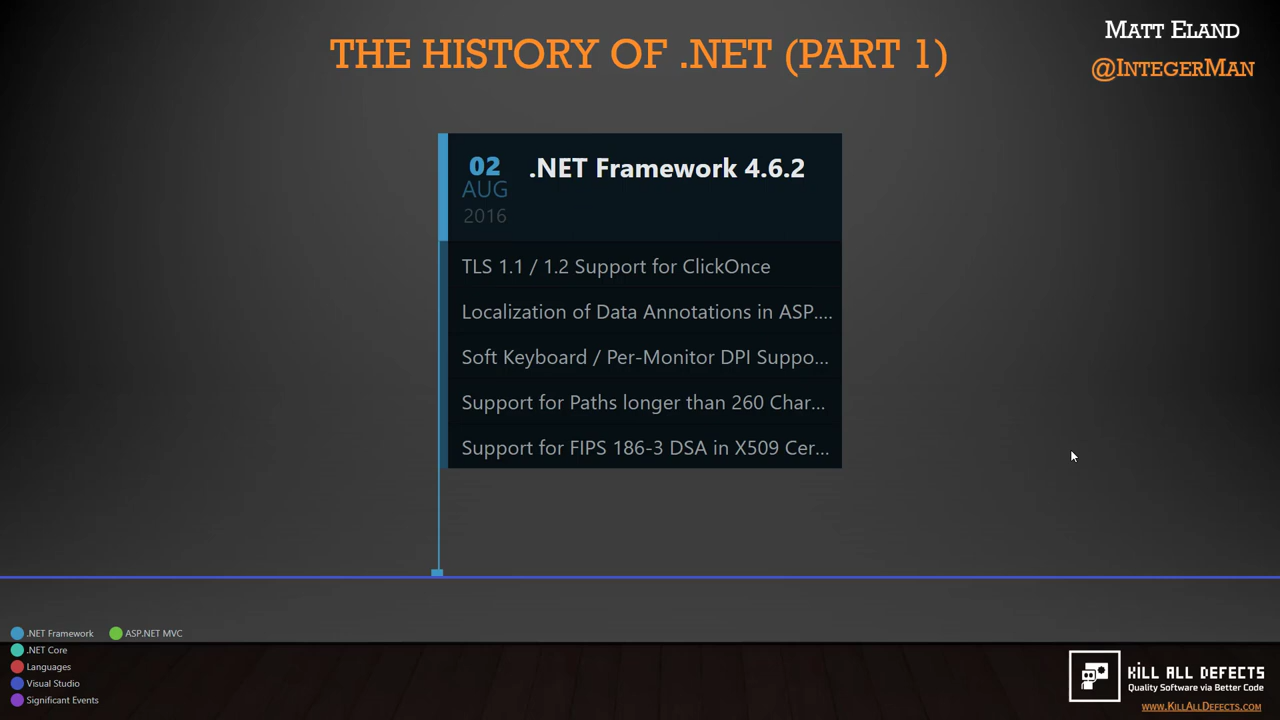 THE HISTORY OF .NET (PART 1)
MATT ELAND
@INTEGERMAN
02
AUG
2016
.NET Framework 4.6.2
TLS 1.1 / 1.2 Support for ClickOnce
Localization of Data Annotations in ASP....
Soft Keyboard / Per-Monitor DPI Suppo...
Support for Paths longer than 260 Char...
Support for FIPS 186-3 DSA in X509 Cer...
.NET Framework
ASP.NET MVC
.NET Core
Languages
Visual Studio
Significant Events
KILL ALL DEFECTS
Quality Software via Better Code
WWW.KILLALLDEFECTS.COM